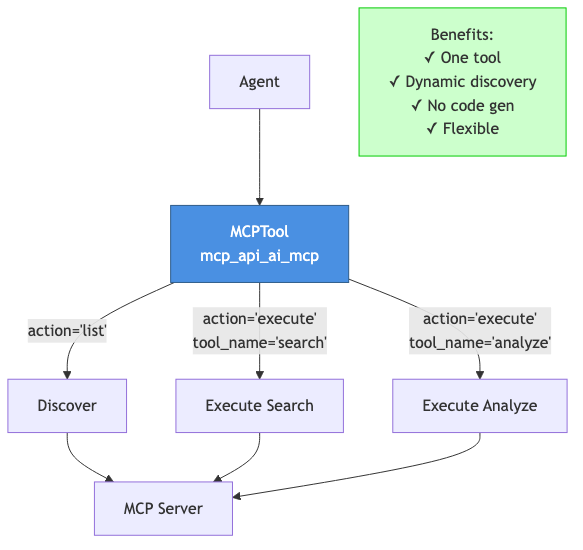 Benefits:
✓ One tool
✓ Dynamic discovery
✓ No code gen
✓ Flexible
Agent
MCPTool
mcp_api_ai_mcp
action='list'
action='execute'
tool_name='search'
action='execute'
tool_name='analyze'
Discover
Execute Search
Execute Analyze
MCP Server